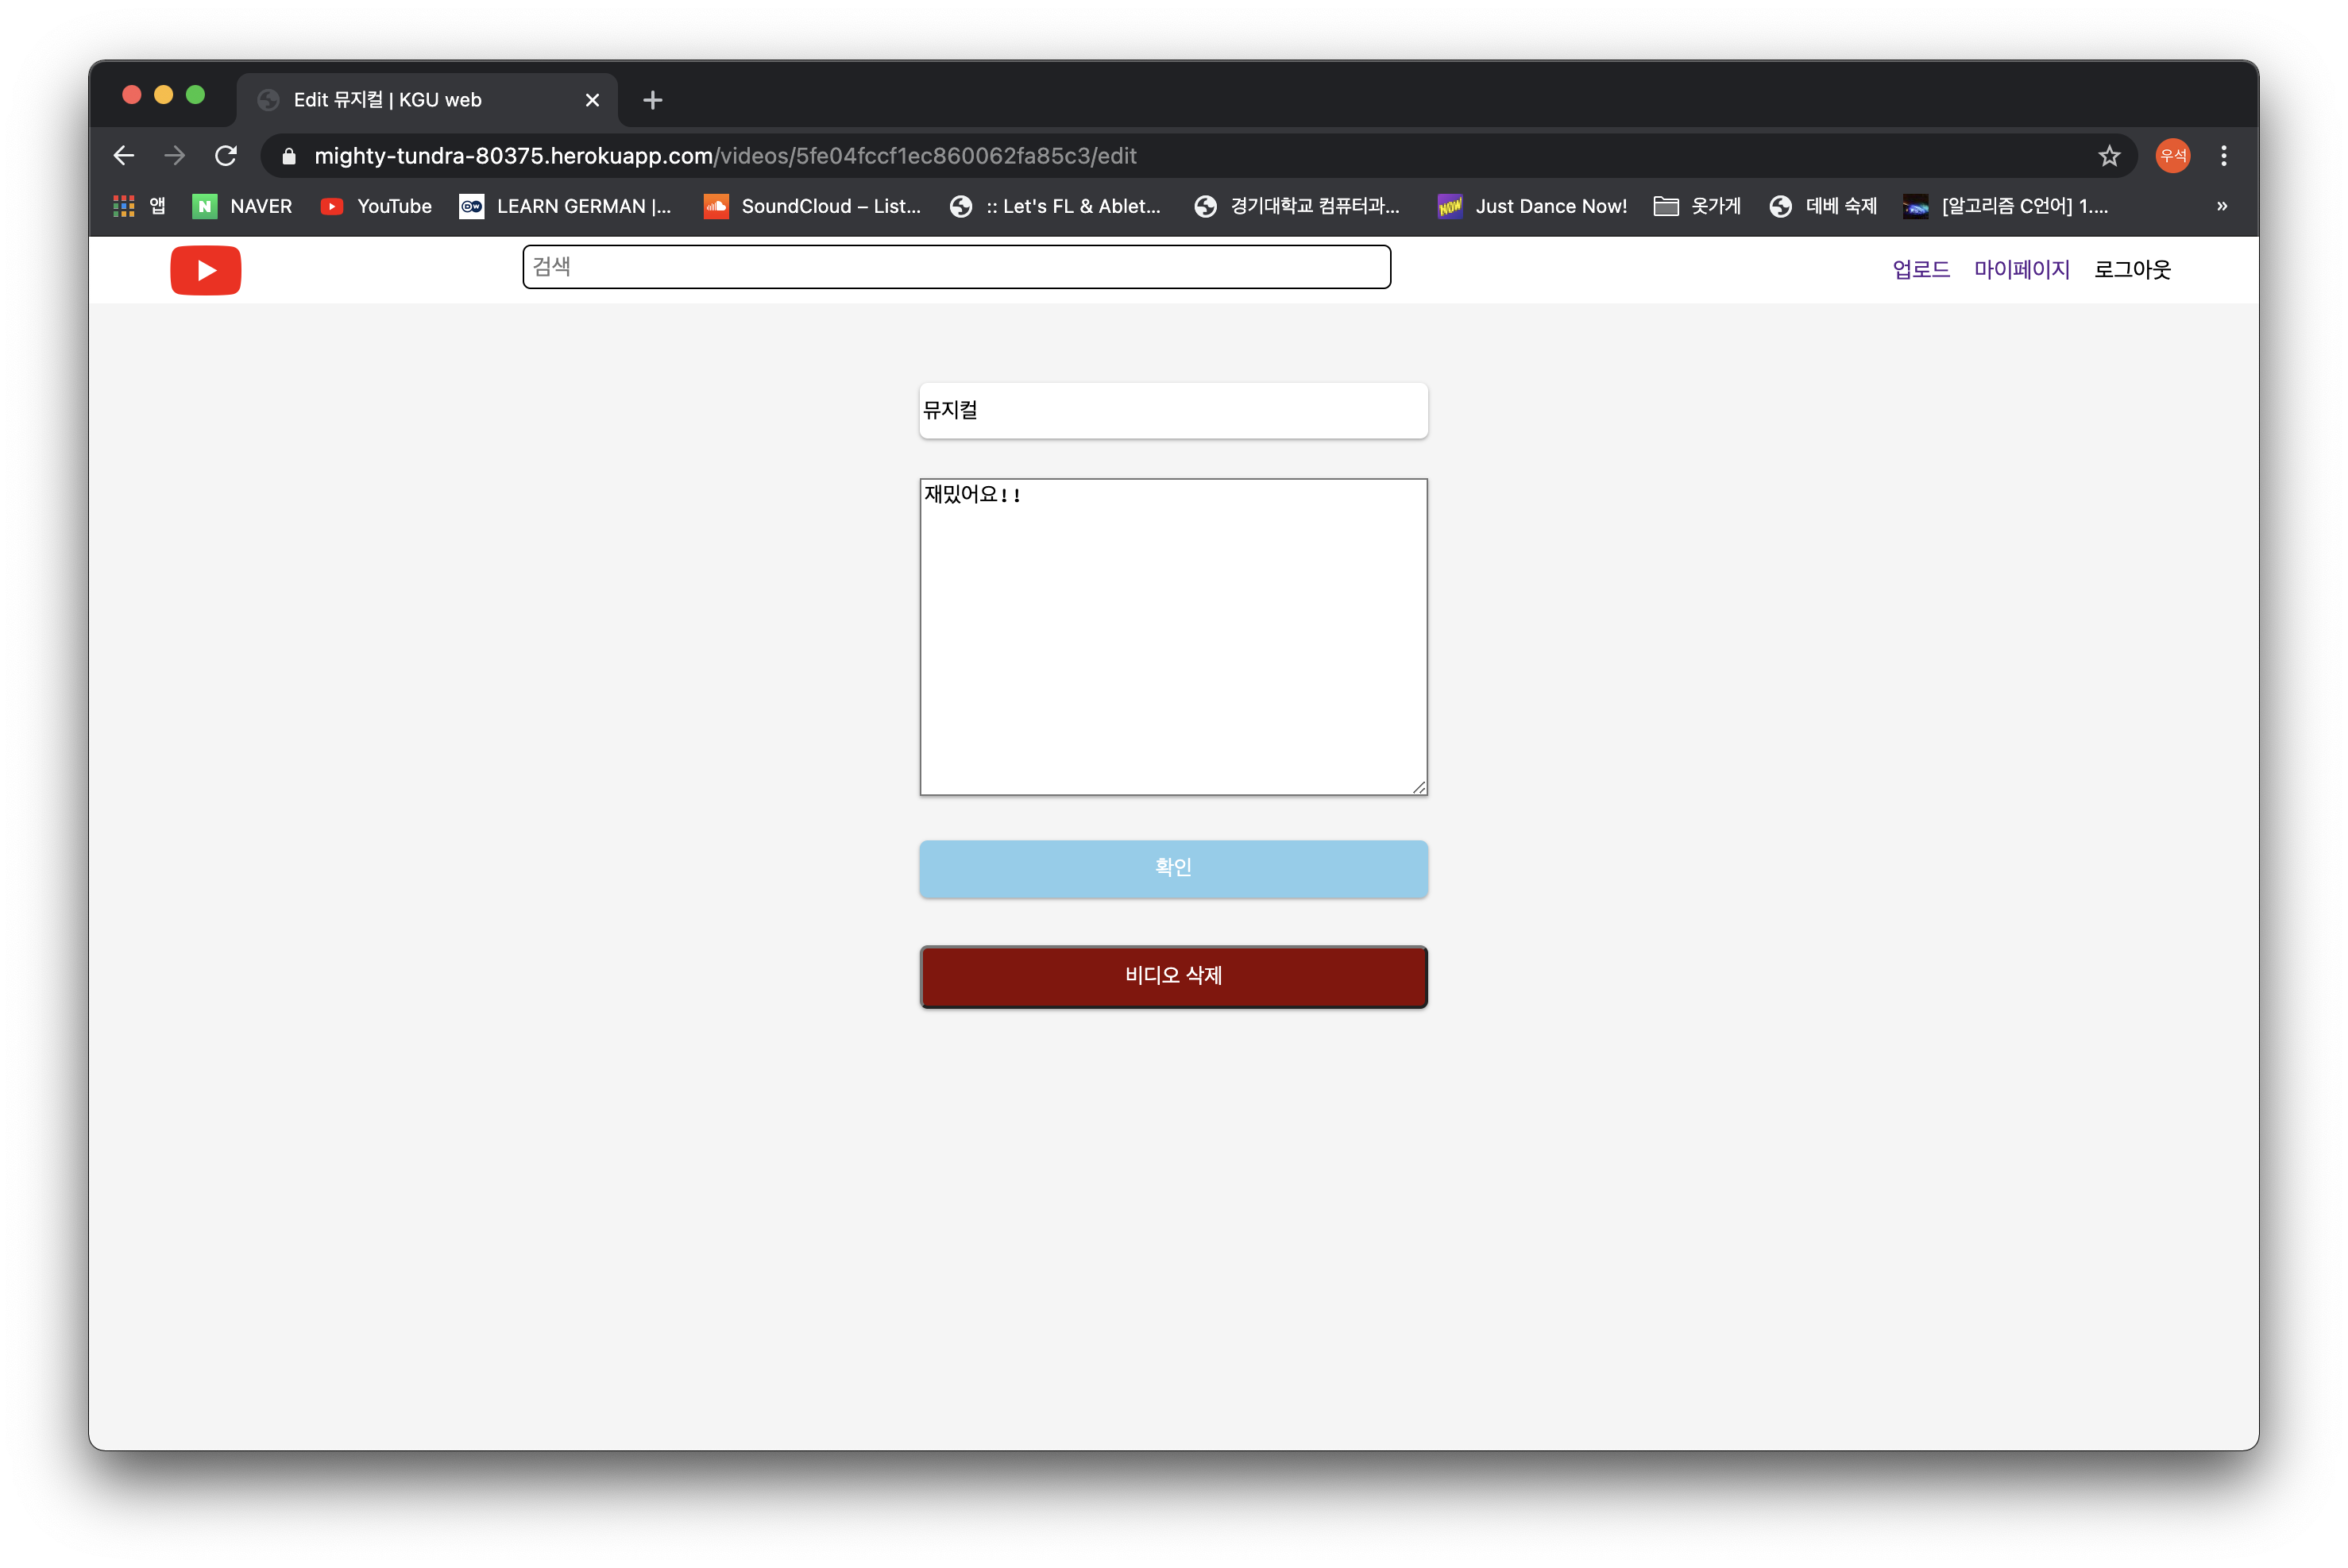 Edit 뮤지컬 | KGU web
mighty-tundra-80375.herokuapp.com/videos/5fe04fccf1ec860062fa85c3/edit
우석
앱 NAVER YouTube LEARN GERMAN |... SoundCloud – List... :: Let's FL & Ablet... 경기대학교 컴퓨터과... Just Dance Now! 옷가게 데베 숙제 [알고리즘 C언어] 1....
검색 업로드 마이페이지 로그아웃
뮤지컬
재밌어요!!
확인
비디오 삭제